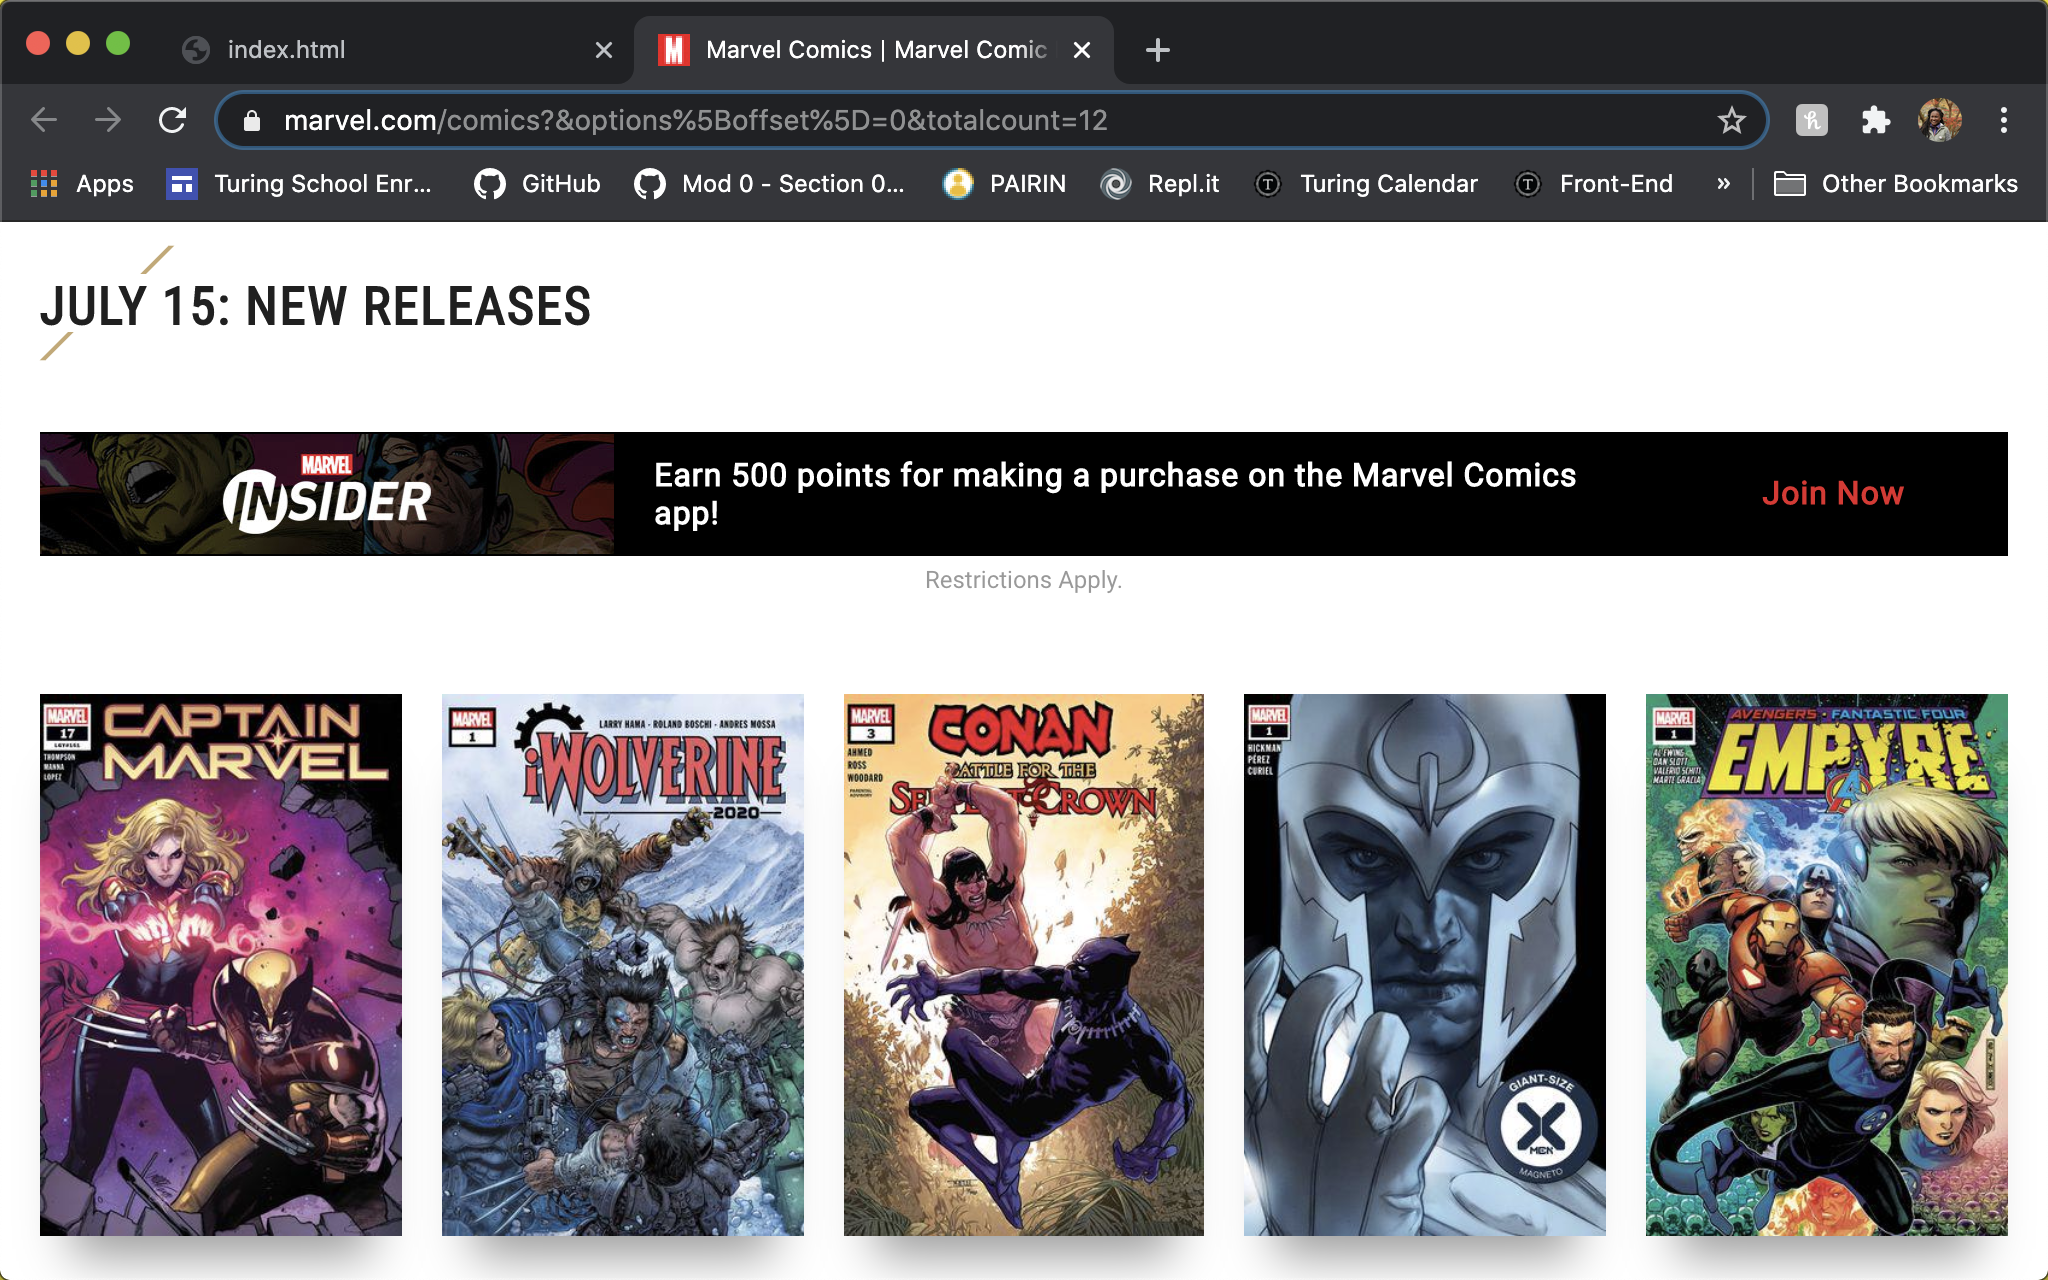 index.html
Marvel Comics | Marvel Comic
marvel.com/comics?&options%5Boffset%5D=0&totalcount=12
Apps
Turing School Enr...
GitHub
Mod 0 - Section 0...
PAIRIN
Repl.it
Turing Calendar
Front-End
»
Other Bookmarks
JULY 15: NEW RELEASES
MARVEL
INSIDER
Earn 500 points for making a purchase on the Marvel Comics
app!
Join Now
Restrictions Apply.
MARVEL
17
THOMPSON
MANNA
LOPEZ
CAPTAIN
MARVEL
MARVEL
1
LARRY HAMA • ROLAND BOSCHI • ANDRES MOSSA
iWOLVERINE
2020
MARVEL
3
AHMED
ROSS
WOODARD
CONAN
BATTLE FOR THE
SERPENT CROWN
MARVEL
1
HICKMAN
PÉREZ
CURIEL
GIANT-SIZE
X
MEN
MAGNETO
MARVEL
1
AL EWING
DAN SLOTT
VALERIO SCHITI
MARTE GRACIA
AVENGERS • FANTASTIC FOUR
EMPYRE